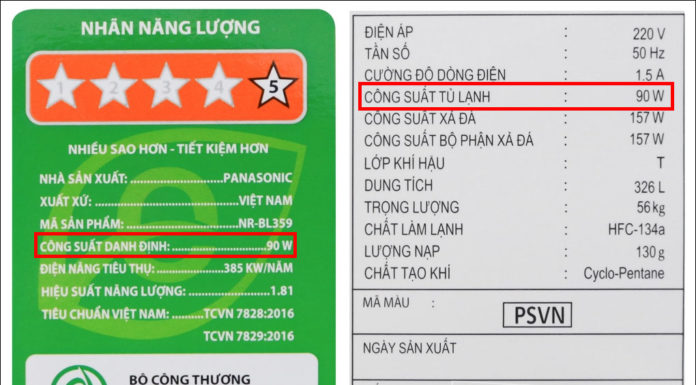 NHÃN NĂNG LƯỢNG
1 2 3 4 5
NHIỀU SAO HƠN - TIẾT KIỆM HƠN
NHÀ SẢN XUẤT:....................PANASONIC
XUẤT XỨ:..............................VIỆT NAM
MÃ SẢN PHẨM:.......................NR-BL359
CÔNG SUẤT DANH ĐỊNH:.......................90 W
ĐIỆN NĂNG TIÊU THỤ:...............385 KW/NĂM
HIỆU SUẤT NĂNG LƯỢNG:.....................1.81
TIÊU CHUẨN VIỆT NAM:..........TCVN 7828:2016
TCVN 7829:2016
BỘ CÔNG THƯƠNG
ĐIỆN ÁP : 220 V
TẦN SỐ : 50 Hz
CƯỜNG ĐỘ DÒNG ĐIỆN : 1.5 A
CÔNG SUẤT TỦ LẠNH : 90 W
CÔNG SUẤT XẢ ĐÁ : 157 W
CÔNG SUẤT BỘ PHẬN XẢ ĐÁ : 157 W
LỚP KHÍ HẬU : T
DUNG TÍCH : 326 L
TRỌNG LƯỢNG : 56kg
CHẤT LÀM LẠNH : HFC-134a
LƯỢNG NẠP : 130 g
CHẤT TẠO KHÍ : Cyclo-Pentane
MÃ MÀU :
PSVN
NGÀY SẢN XUẤT